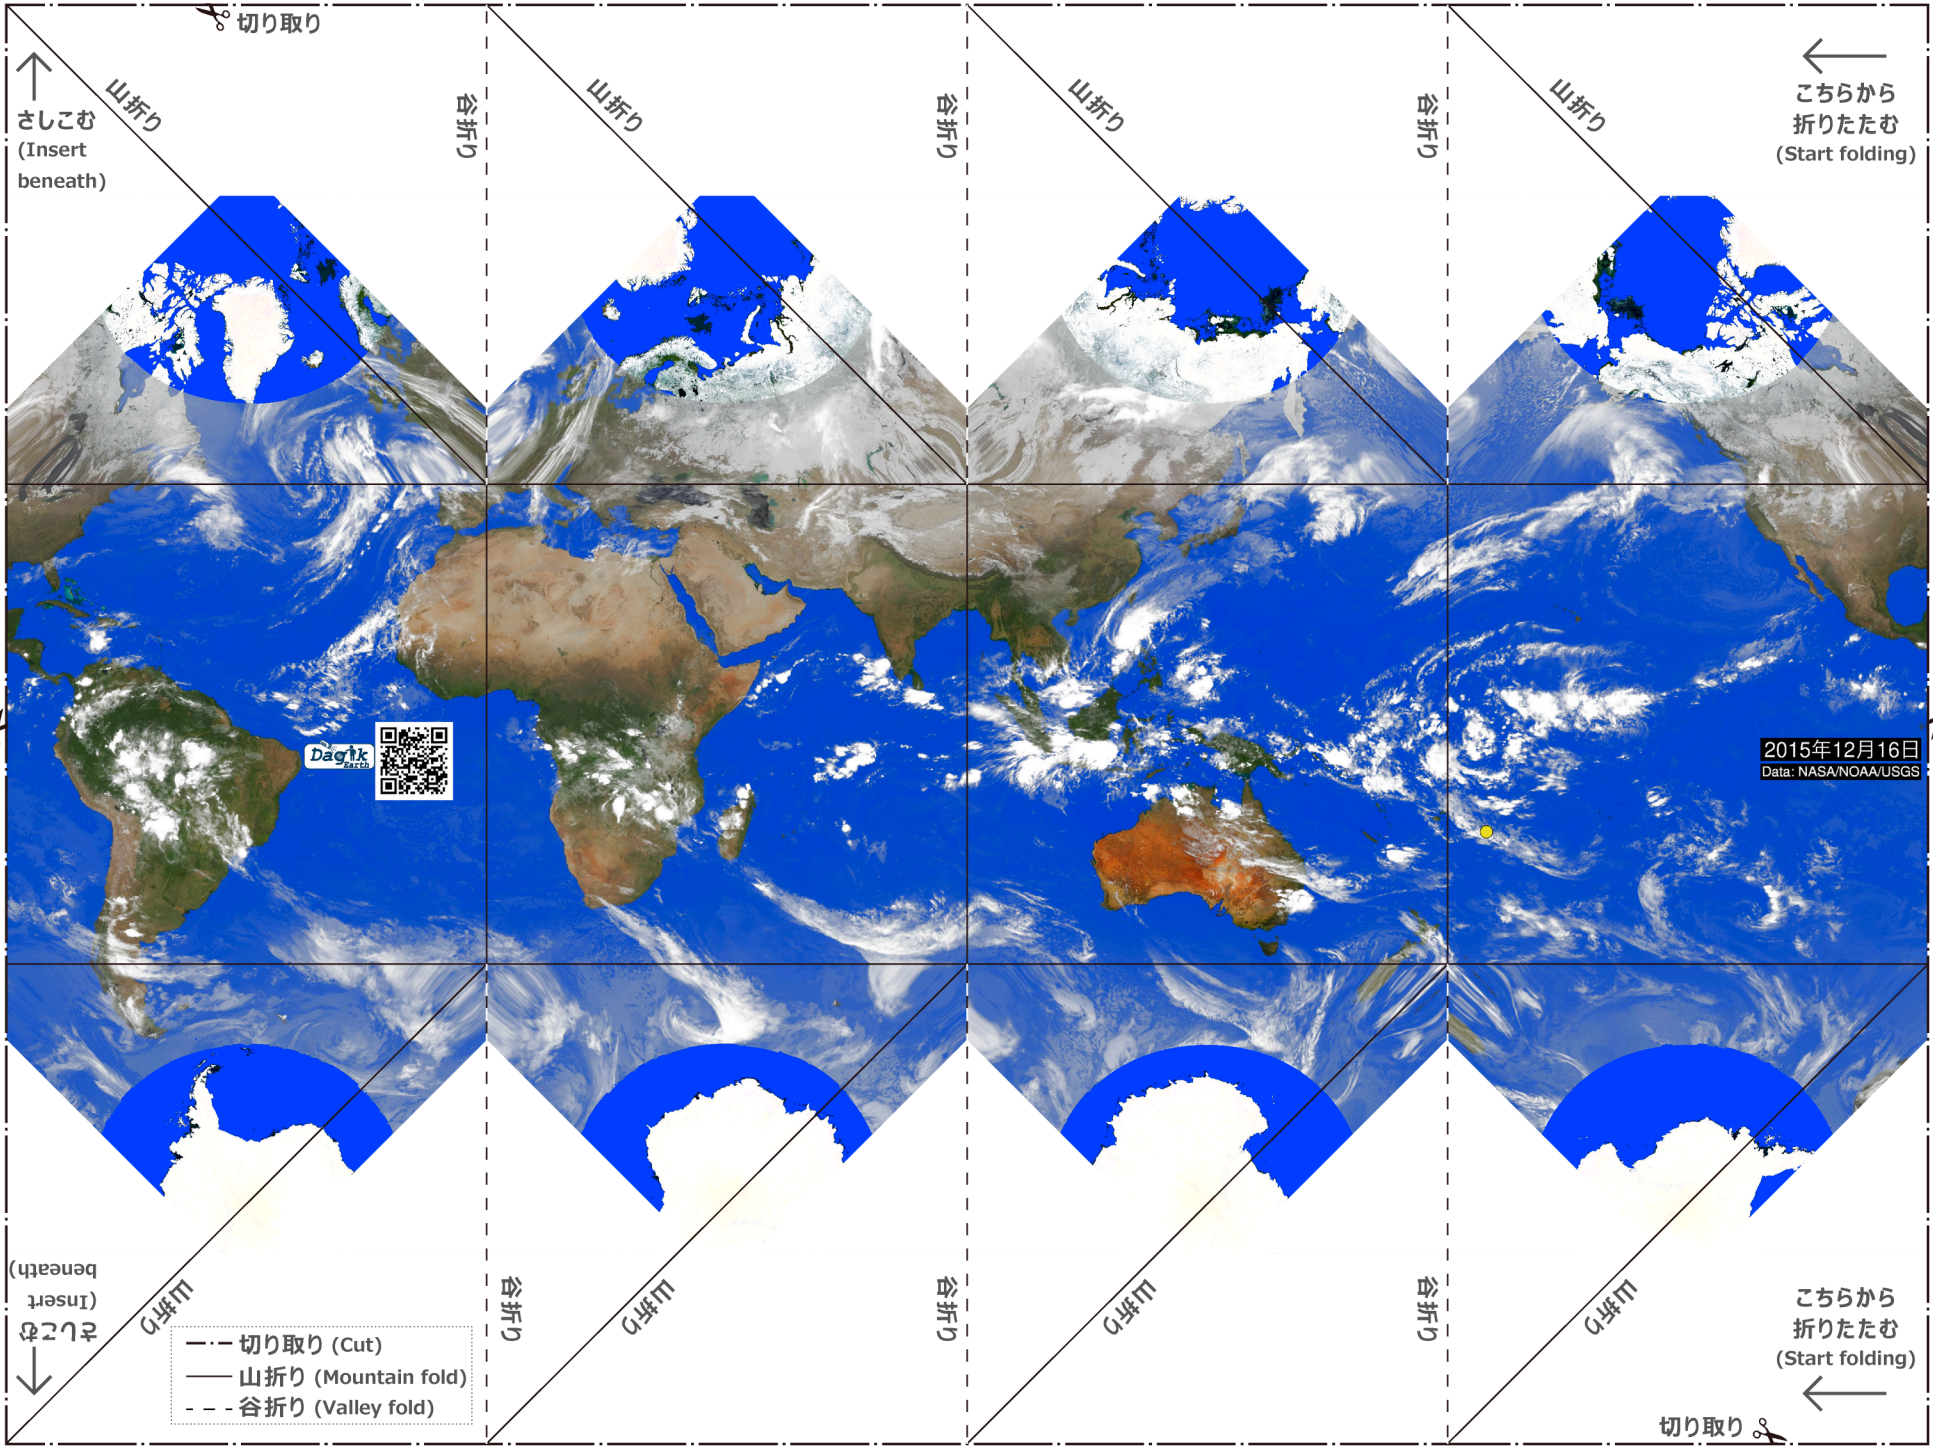 切り取り
山折り
谷折り
山折り
谷折り
山折り
谷折り
山折り
さしこむ
(Insert
beneath)
こちらから
折りたたむ
(Start folding)
Dagik
Earth
2015年12月16日
Data: NASA/NOAA/USGS
さしこむ
(Insert
beneath)
山折り
谷折り
山折り
谷折り
山折り
谷折り
山折り
こちらから
折りたたむ
(Start folding)
切り取り (Cut)
山折り (Mountain fold)
谷折り (Valley fold)
切り取り